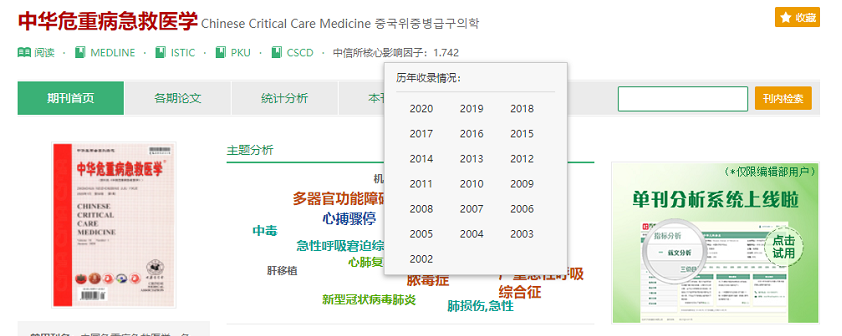 中华危重病急救医学 Chinese Critical Care Medicine 중국위중병급구의학
收藏
阅读 · MEDLINE · ISTIC · PKU · CSCD · 中信所核心影响因子：1.742
历年收录情况：
2020 2019 2018
2017 2016 2015
2014 2013 2012
2011 2010 2009
2008 2007 2006
2005 2004 2003
2002
期刊首页 各期论文 统计分析 本刊
刊内检索
中华危重病急救医学
CHINESE
CRITICAL
CARE
MEDICINE
主题分析
多器官功能障碍
心搏骤停
中毒
急性呼吸窘迫综
心肺复
肝移植
脓毒症
严重急性呼吸
综合征
新型冠状病毒肺炎
肺损伤,急性
(*仅限编辑部用户)
单刊分析系统上线啦
指标分析
载文分析
点击
试用